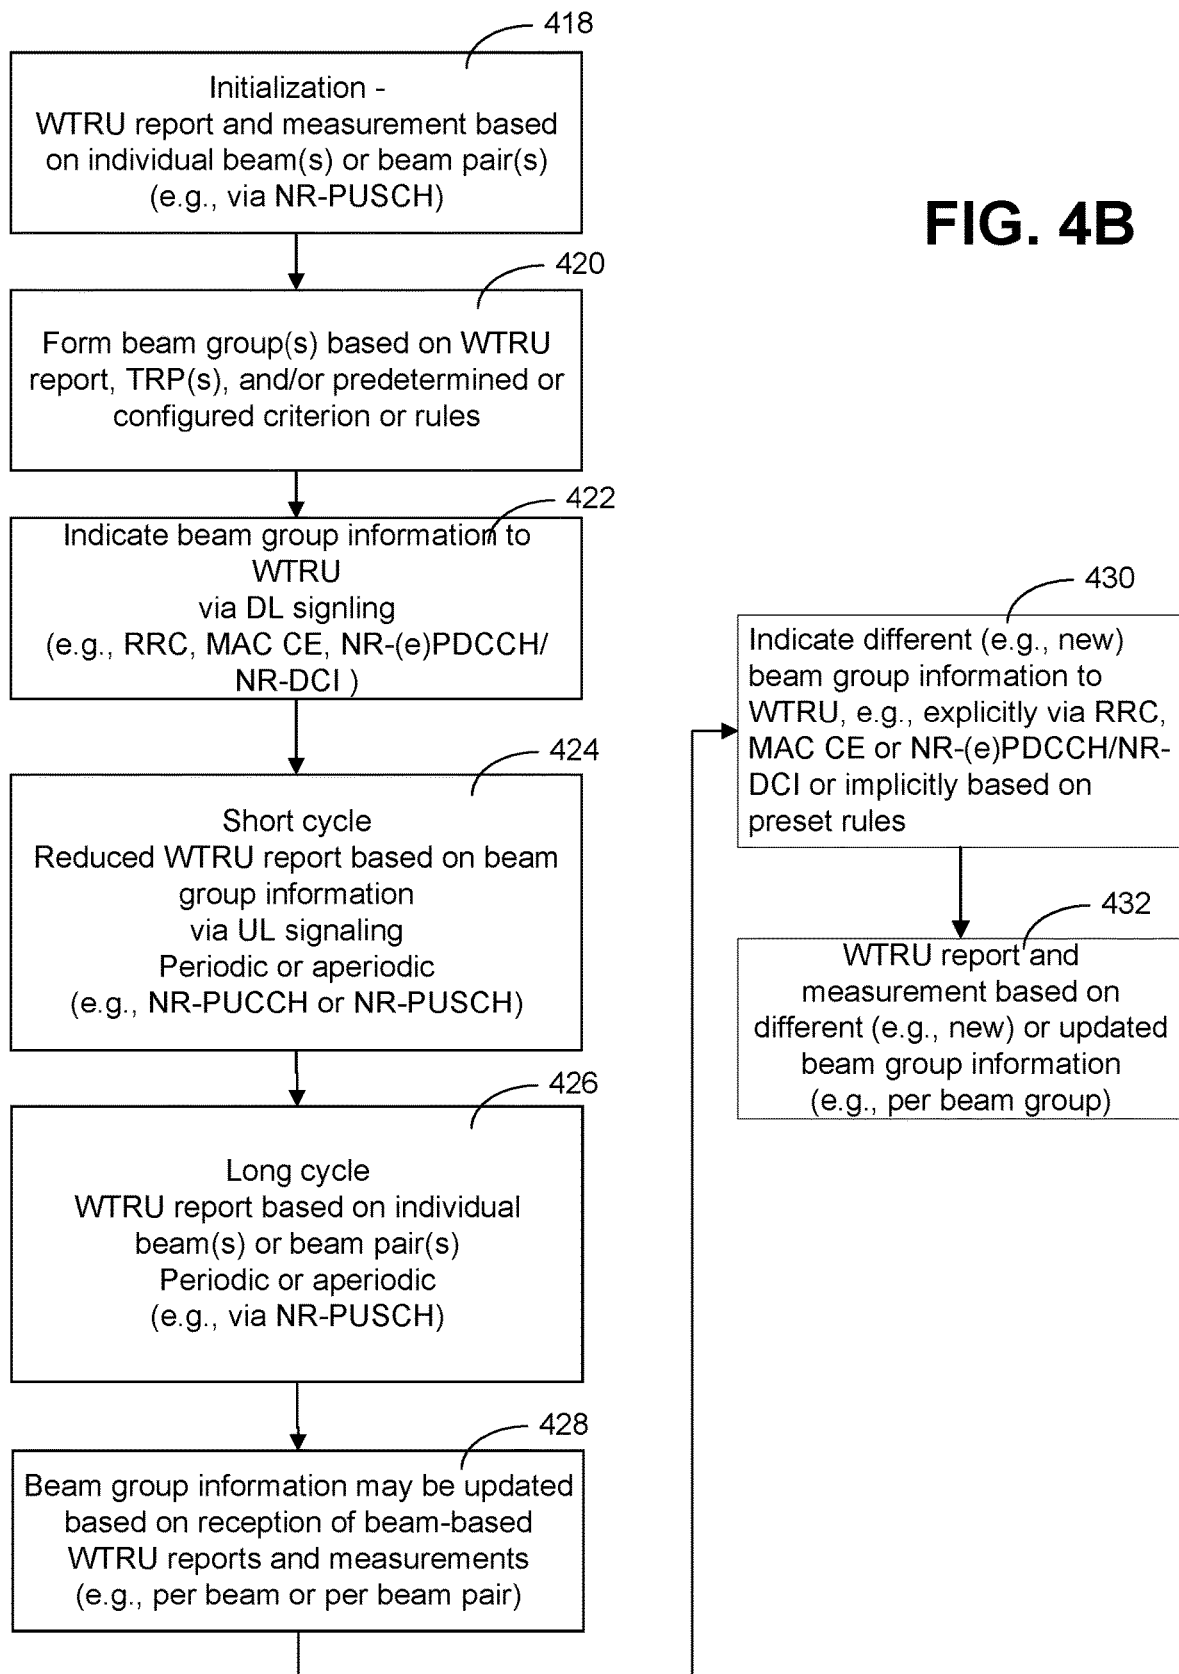 418
Initialization -
WTRU report and measurement based
on individual beam(s) or beam pair(s)
(e.g., via NR-PUSCH)
FIG. 4B
420
Form beam group(s) based on WTRU
report, TRP(s), and/or predetermined or
configured criterion or rules
422
Indicate beam group information to
WTRU
via DL signling
(e.g., RRC, MAC CE, NR-(e)PDCCH/
NR-DCI )
424
Short cycle
Reduced WTRU report based on beam
group information
via UL signaling
Periodic or aperiodic
(e.g., NR-PUCCH or NR-PUSCH)
426
Long cycle
WTRU report based on individual
beam(s) or beam pair(s)
Periodic or aperiodic
(e.g., via NR-PUSCH)
428
Beam group information may be updated
based on reception of beam-based
WTRU reports and measurements
(e.g., per beam or per beam pair)
430
Indicate different (e.g., new)
beam group information to
WTRU, e.g., explicitly via RRC,
MAC CE or NR-(e)PDCCH/NR-
DCI or implicitly based on
preset rules
432
WTRU report and
measurement based on
different (e.g., new) or updated
beam group information
(e.g., per beam group)